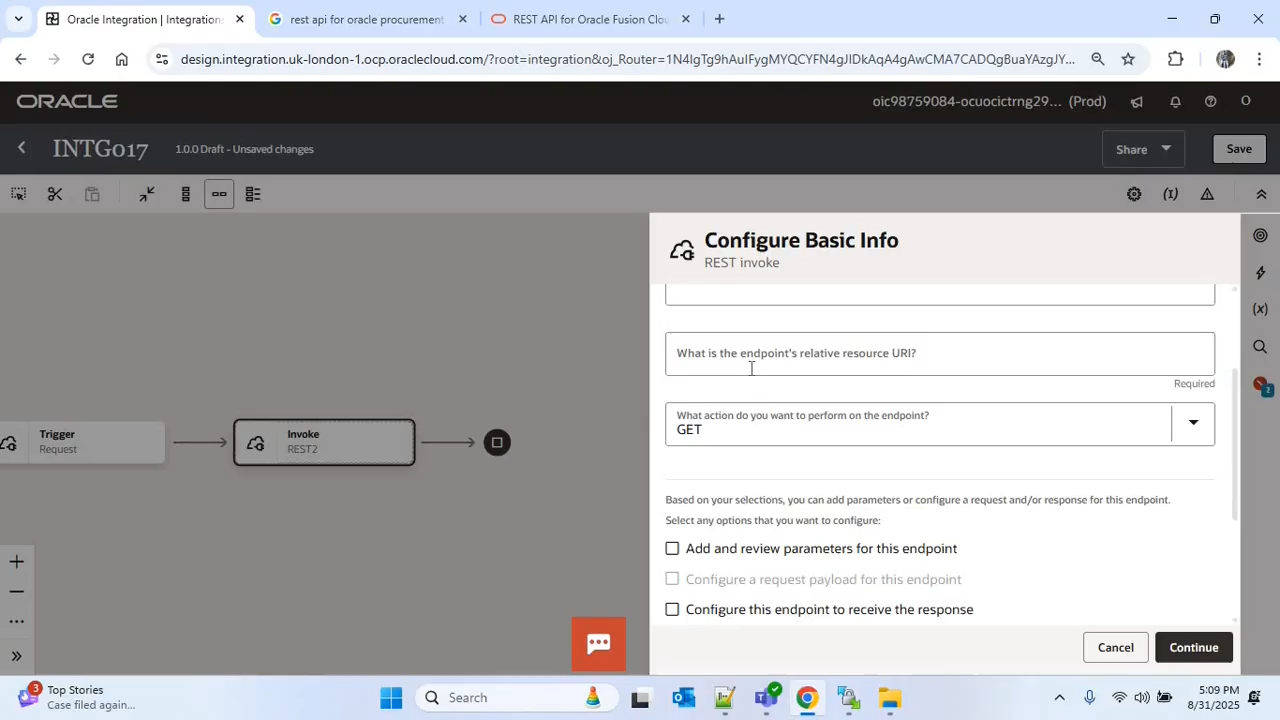 Oracle Integration | Integration
rest api for oracle procurement
REST API for Oracle Fusion Clou
design.integration.uk-london-1.ocp.oraclecloud.com/?root=integration&oj_Router=1N4IgTg9hAuIFygMYQCYFN4gJIDkAqA4gAwCMA7CADQgBuaYAzgJY...
ORACLE
oic98759084-ocuocictrng29... (Prod)
O
INTG017
1.0.0 Draft - Unsaved changes
Share
Save
Configure Basic Info
REST invoke
What is the endpoint's relative resource URI?
Required
What action do you want to perform on the endpoint?
GET
Trigger
Request
Invoke
REST2
Based on your selections, you can add parameters or configure a request and/or response for this endpoint.
Select any options that you want to configure:
Add and review parameters for this endpoint
Configure a request payload for this endpoint
Configure this endpoint to receive the response
Cancel
Continue
2
3
Top Stories
Case filed again...
Search
5:09 PM
8/31/2025